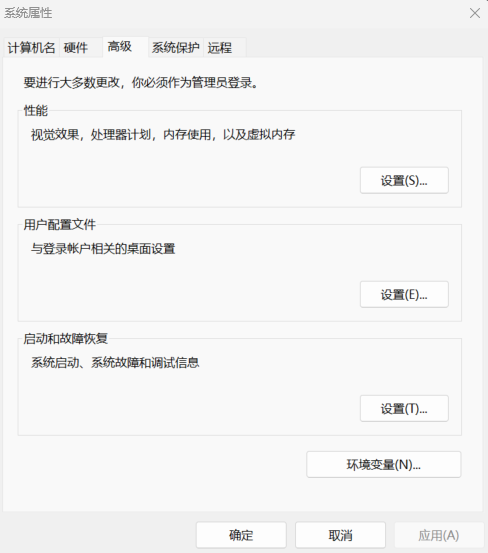 系统属性
计算机名 硬件 高级 系统保护 远程
要进行大多数更改，你必须作为管理员登录。
性能
视觉效果，处理器计划，内存使用，以及虚拟内存
设置(S)...
用户配置文件
与登录帐户相关的桌面设置
设置(E)...
启动和故障恢复
系统启动、系统故障和调试信息
设置(T)...
环境变量(N)...
确定 取消 应用(A)